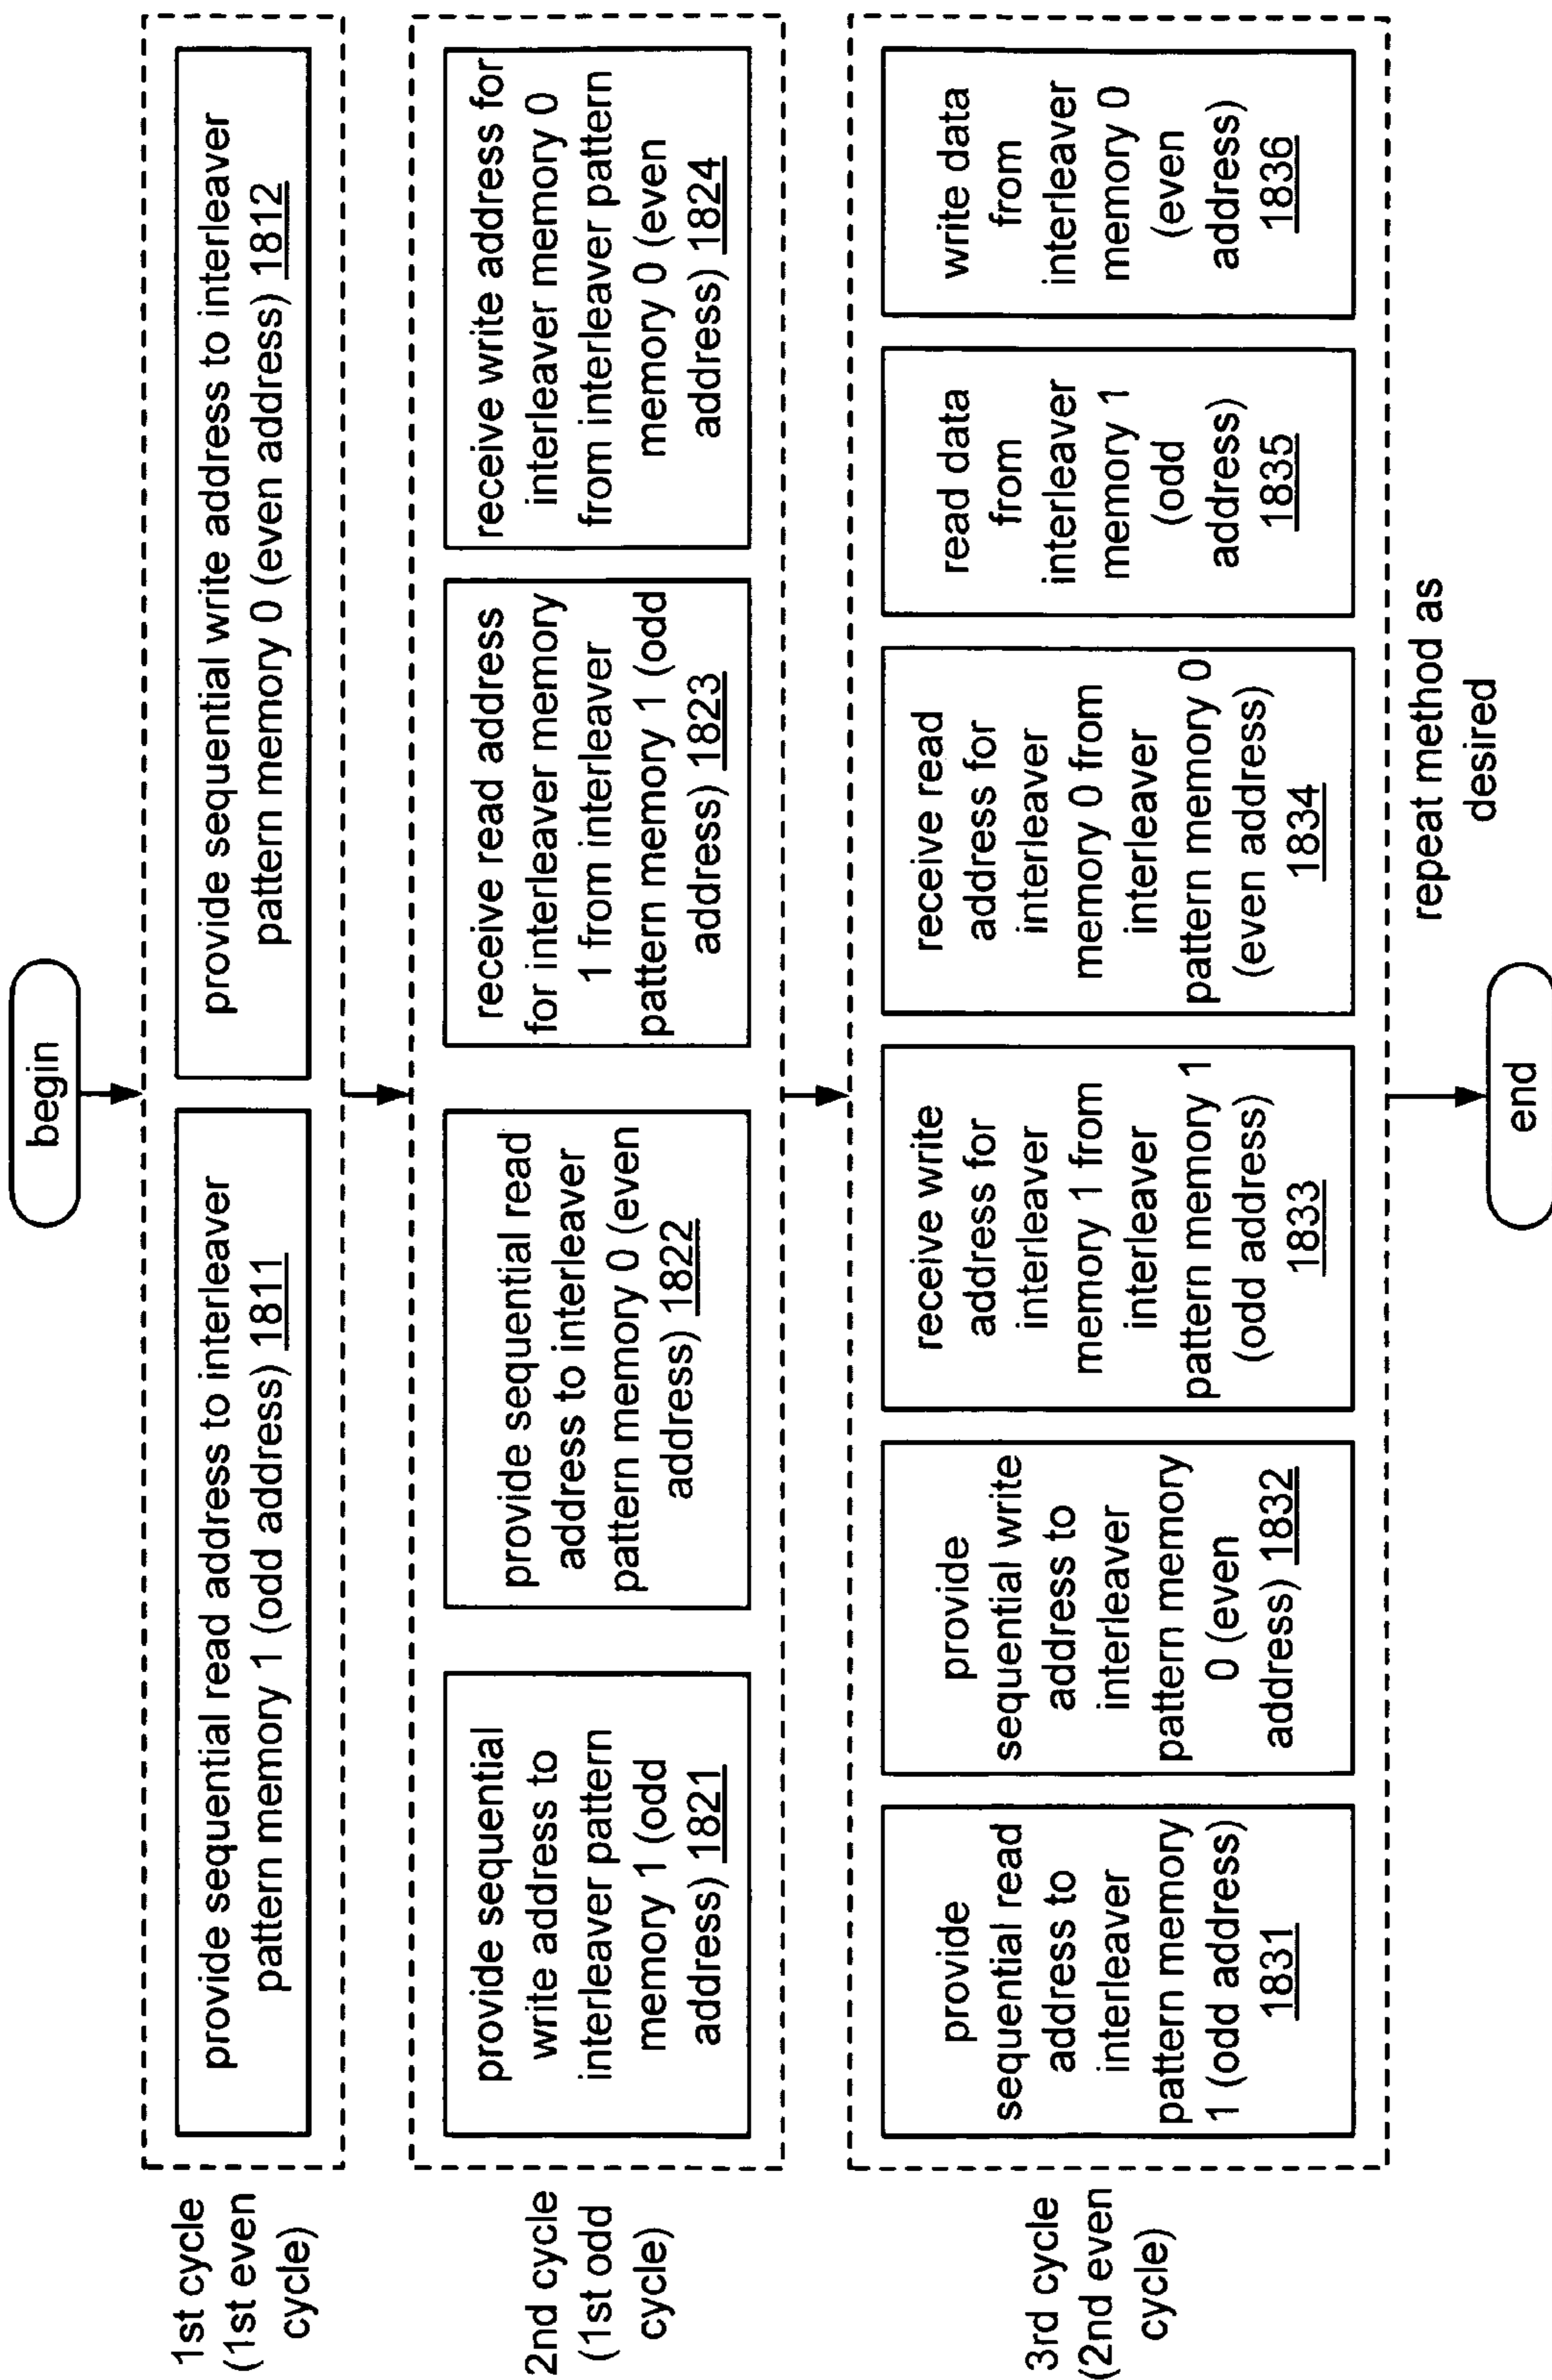 begin
1st cycle
(1st even
cycle)
provide sequential read address to interleaver
pattern memory 1 (odd address) 1811
provide sequential write address to interleaver
pattern memory 0 (even address) 1812
2nd cycle
(1st odd
cycle)
provide sequential
write address to
interleaver pattern
memory 1 (odd
address) 1821
provide sequential read
address to interleaver
pattern memory 0 (even
address) 1822
receive read address
for interleaver memory
1 from interleaver
pattern memory 1 (odd
address) 1823
receive write address for
interleaver memory 0
from interleaver pattern
memory 0 (even
address) 1824
3rd cycle
(2nd even
cycle)
provide
sequential read
address to
interleaver
pattern memory
1 (odd address)
1831
provide
sequential write
address to
interleaver
pattern memory
0 (even
address) 1832
receive write
address for
interleaver
memory 1 from
interleaver
pattern memory 1
(odd address)
1833
receive read
address for
interleaver
memory 0 from
interleaver
pattern memory 0
(even address)
1834
read data
from
interleaver
memory 1
(odd
address)
1835
write data
from
interleaver
memory 0
(even
address)
1836
repeat method as
desired
end